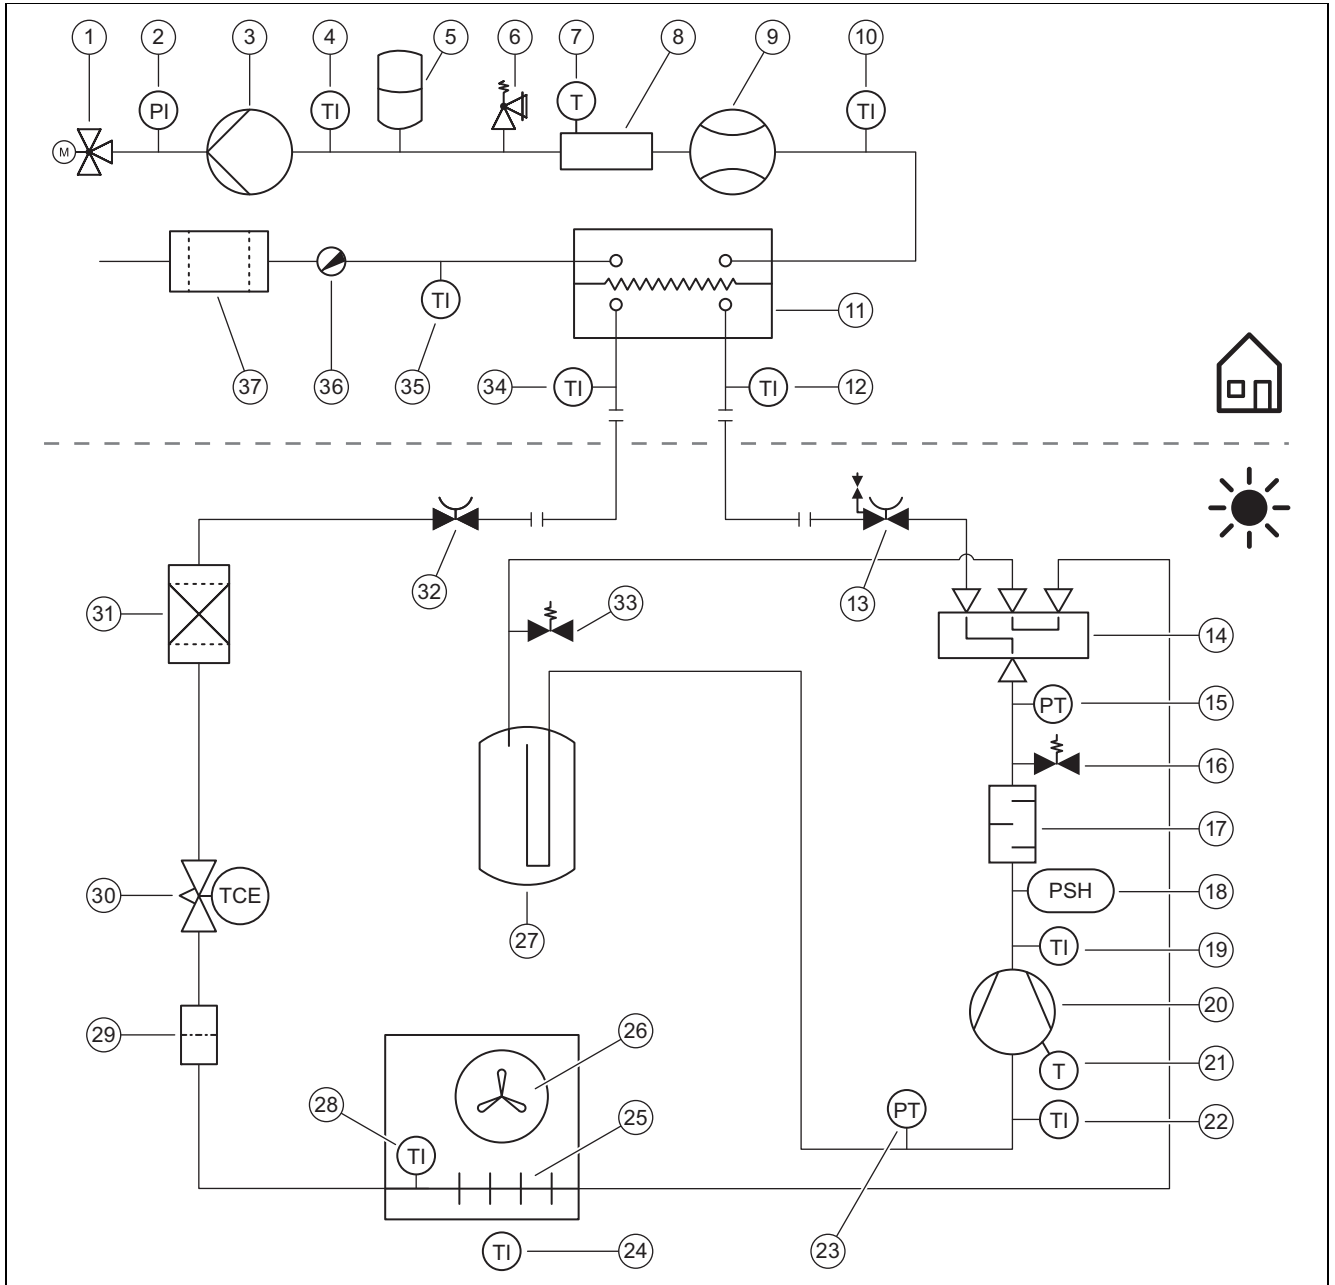 1 2 3 4 5 6 7 8 9 10
PI TI T TI
M
37 36 35 TI 11
34 TI TI 12
31 32 33 13 14
PT 15
16
17
30 TCE PSH 18
27 TI 19
29 20
26 T 21
28 25 PT TI 22
TI
TI 24 23